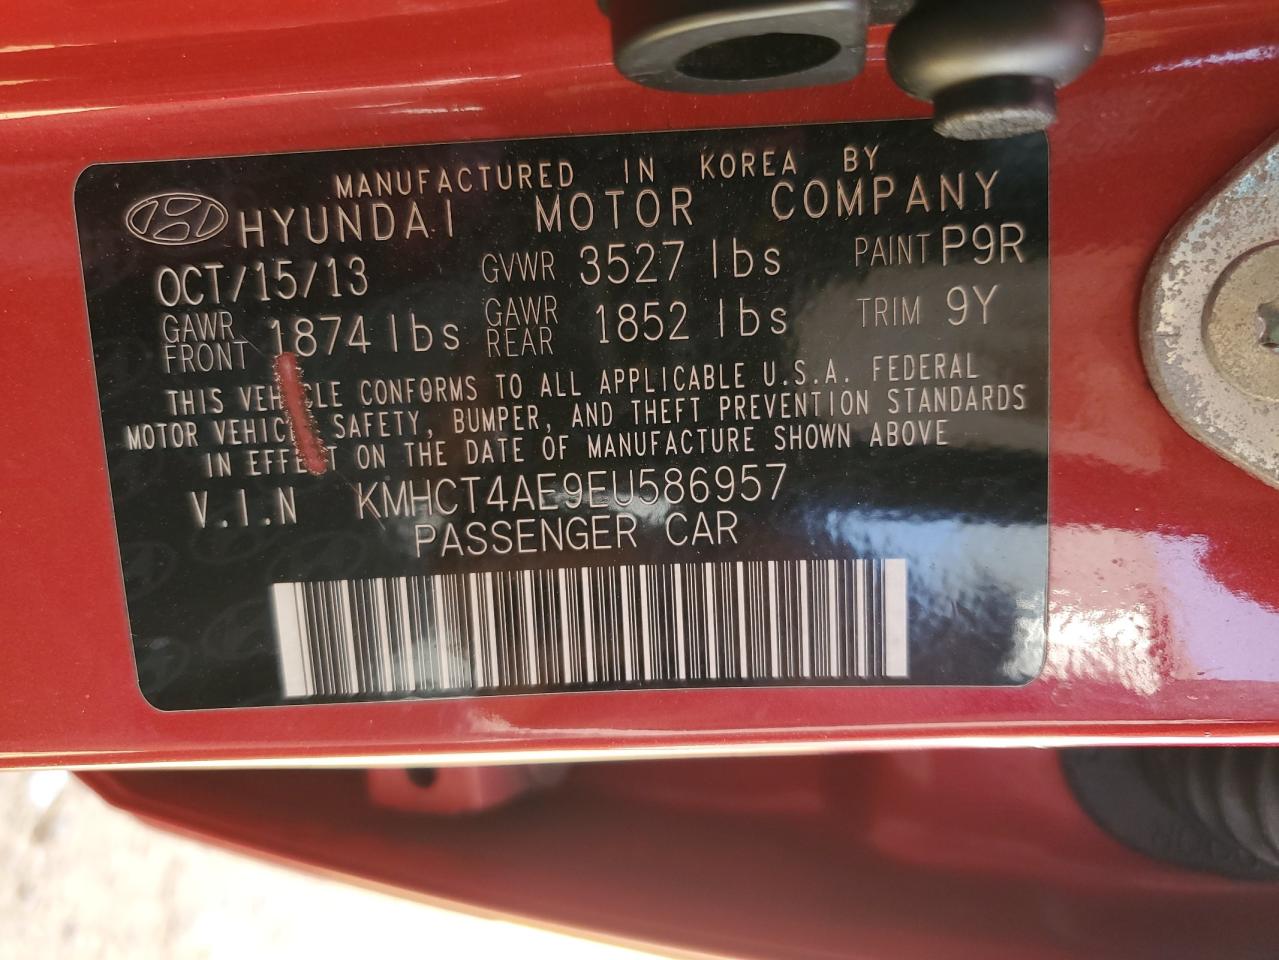 MANUFACTURED IN KOREA BY
HYUNDAI MOTOR COMPANY
OCT/15/13 GVWR 3527 lbs PAINT P9R
GAWR FRONT 1874 lbs GAWR REAR 1852 lbs TRIM 9Y
THIS VEHICLE CONFORMS TO ALL APPLICABLE U.S.A. FEDERAL
MOTOR VEHICLE SAFETY, BUMPER, AND THEFT PREVENTION STANDARDS
IN EFFECT ON THE DATE OF MANUFACTURE SHOWN ABOVE
V.I.N KMHCT4AE9EU586957
PASSENGER CAR